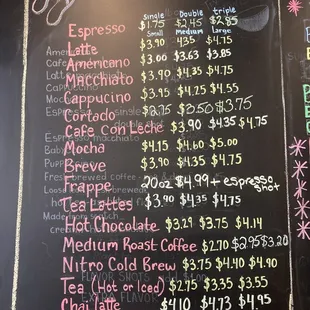 single Double triple
Espresso $1.75 $2.45 $2.85
Small Medium Large
Latte $3.90 4.35 $4.75
Americano $3.00 $3.63 $3.85
Macchiato $3.90 $4.35 $4.75
Cappucino $3.95 $4.25 $4.55
Cortado $3.50 $3.75
Cafe con Leche $3.90 $4.35 $4.75
Mocha $4.15 $4.60 $5.00
Breve $3.90 $4.35 $4.75
Frappe 20oz $4.99 + espresso shot
Tea Lattes $3.90 $4.35 $4.75
Hot Chocolate $3.29 $3.75 $4.14
Medium Roast Coffee $2.70 $2.95 $3.20
Nitro Cold Brew $3.75 $4.40 $4.90
Tea (Hot or Iced) $2.75 $3.35 $3.55
Chai Latte $4.10 4.73 $4.95